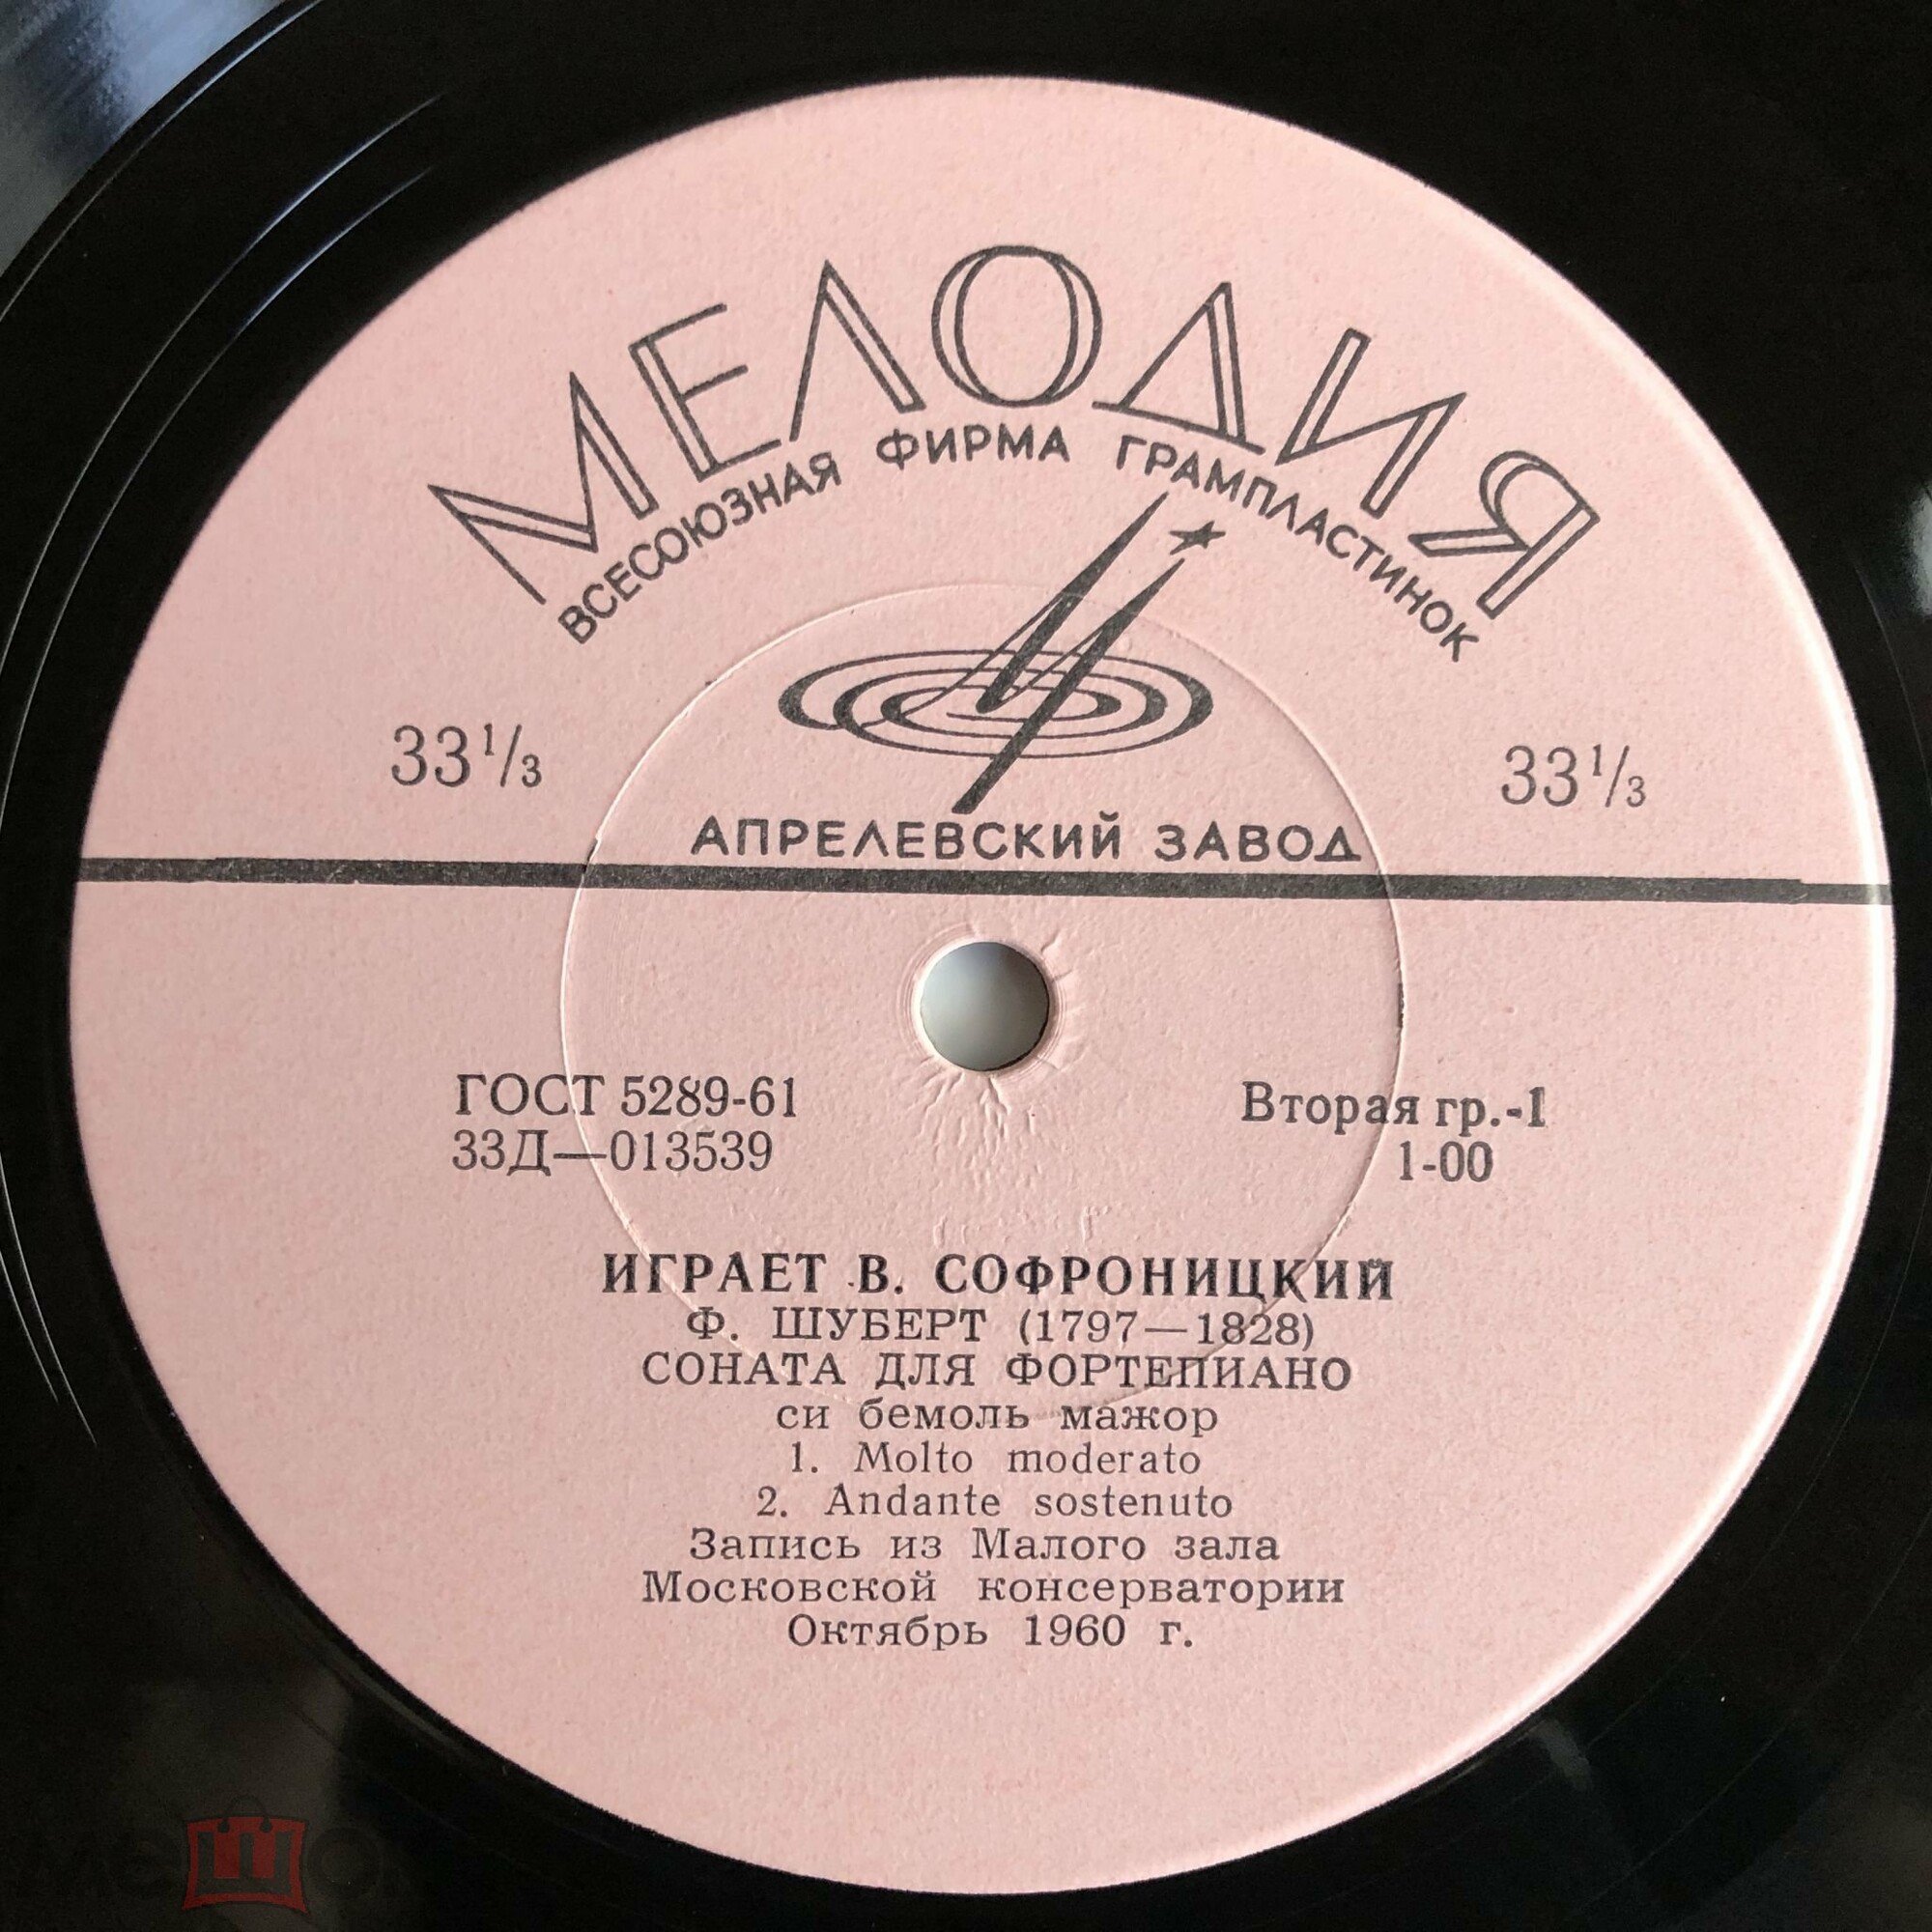 МЕЛОДИЯ
ВСЕСОЮЗНАЯ ФИРМА ГРАМПЛАСТИНОК
33 1/3 33 1/3
АПРЕЛЕВСКИЙ ЗАВОД
ГОСТ 5289-61 Вторая гр.-1
33Д—013539 1-00
ИГРАЕТ В. СОФРОНИЦКИЙ
Ф. ШУБЕРТ (1797—1828)
СОНАТА ДЛЯ ФОРТЕПИАНО
си бемоль мажор
1. Molto moderato
2. Andante sostenuto
Запись из Малого зала
Московской консерватории
Октябрь 1960 г.